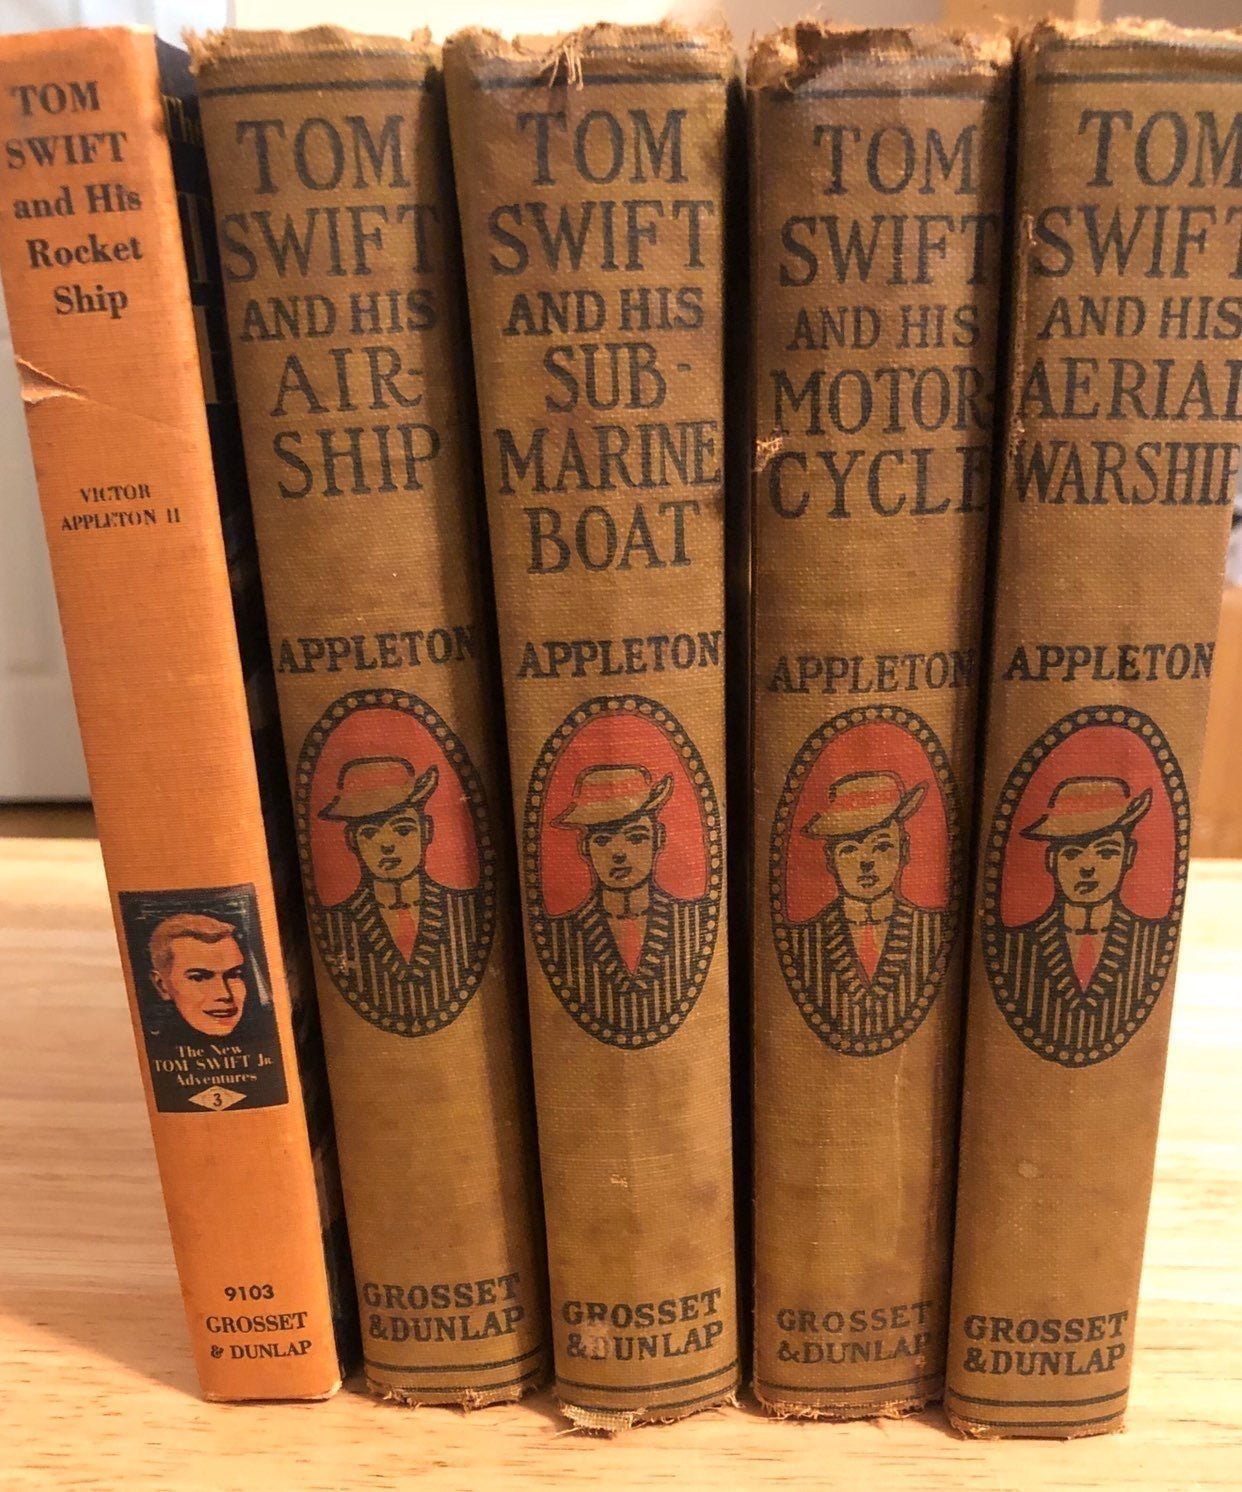 TOM
SWIFT
and His
Rocket
Ship
VICTOR
APPLETON II
The New
TOM SWIFT Jr.
Adventures
3
9103
GROSSET
& DUNLAP
TOM
SWIFT
AND HIS
AIR-
SHIP
APPLETON
GROSSET
&DUNLAP
TOM
SWIFT
AND HIS
SUB-
MARINE
BOAT
APPLETON
GROSSET
&DUNLAP
TOM
SWIFT
AND HIS
MOTOR-
CYCLE
APPLETON
GROSSET
&DUNLAP
TOM
SWIFT
AND HIS
AERIAL
WARSHIP
APPLETON
GROSSET
&DUNLAP